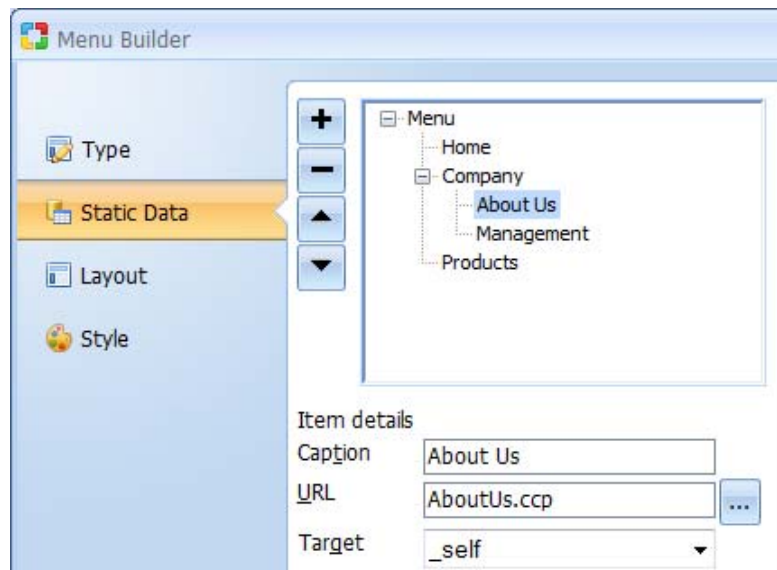 Menu Builder
Type
Static Data
Layout
Style
Menu
Home
Company
About Us
Management
Products
Item details
Caption About Us
URL AboutUs.ccp ...
Target _self